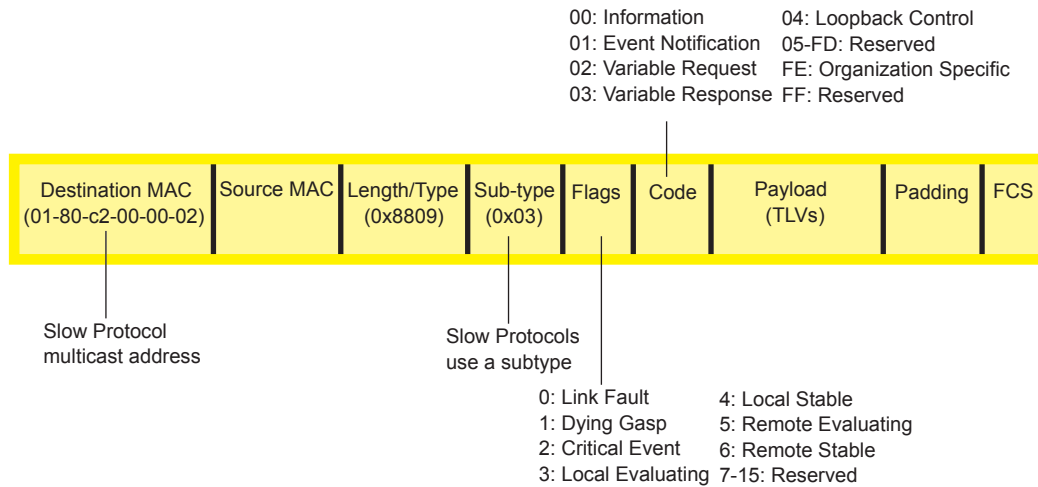 00: Information
01: Event Notification
02: Variable Request
03: Variable Response
04: Loopback Control
05-FD: Reserved
FE: Organization Specific
FF: Reserved
Destination MAC
(01-80-c2-00-00-02)
Source MAC
Length/Type
(0x8809)
Sub-type
(0x03)
Flags
Code
Payload
(TLVs)
Padding
FCS
Slow Protocol
multicast address
Slow Protocols
use a subtype
0: Link Fault
1: Dying Gasp
2: Critical Event
3: Local Evaluating
4: Local Stable
5: Remote Evaluating
6: Remote Stable
7-15: Reserved